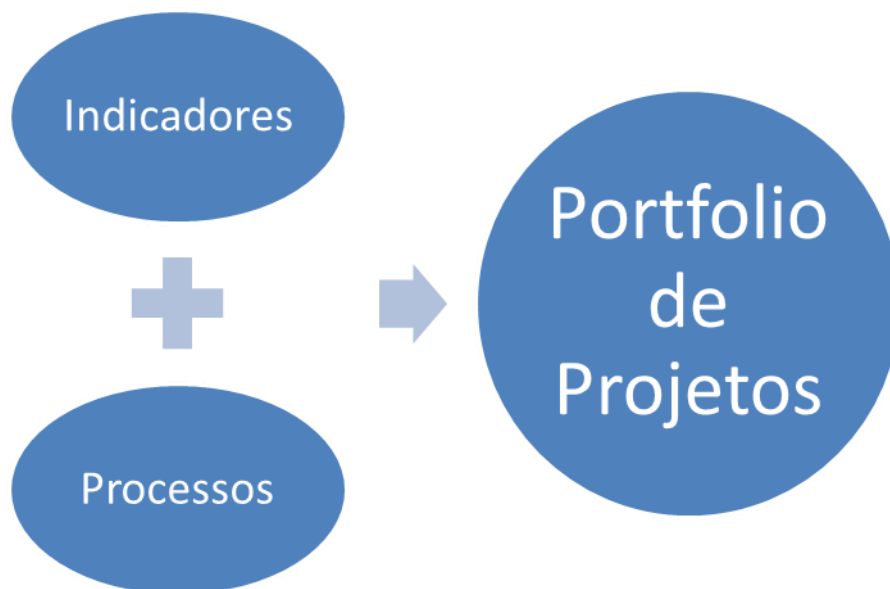 Indicadores
Processos
Portfolio
de
Projetos